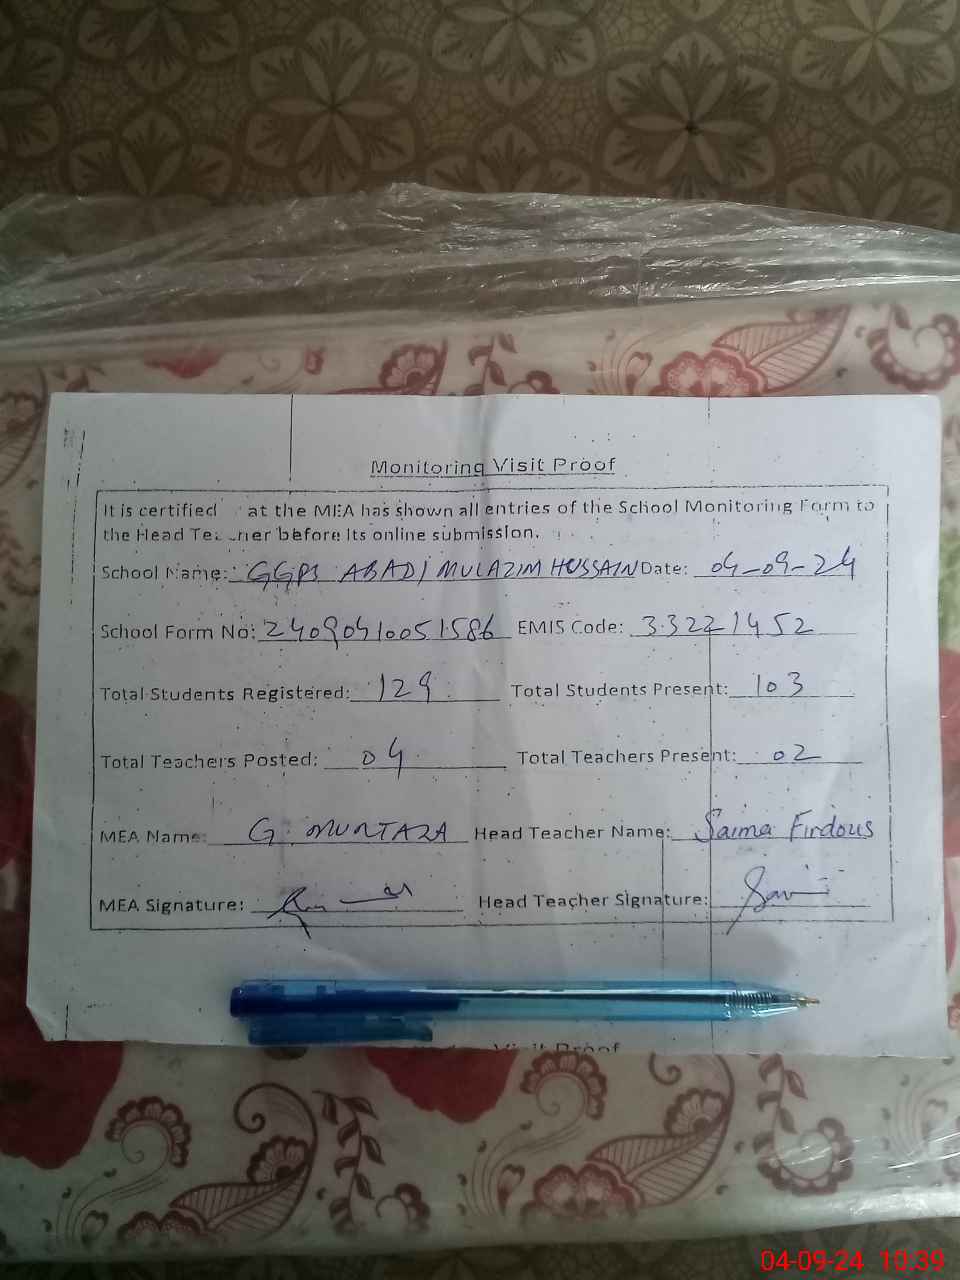 Monitoring Visit Proof
It is certified at the MEA has shown all entries of the School Monitoring Form to
the Head Teacher before its online submission.
School Name: GGPS ABADI MULAZIM HUSSAIN Date: 04-09-24
School Form No: 240904100051586 EMIS Code: 33221452
Total Students Registered: 129 Total Students Present: 103
Total Teachers Posted: 04 Total Teachers Present: 02
MEA Name: G. MURTAZA Head Teacher Name: Saima Firdous
MEA Signature: Head Teacher Signature:
Visit Proof
04-09-24 10:39